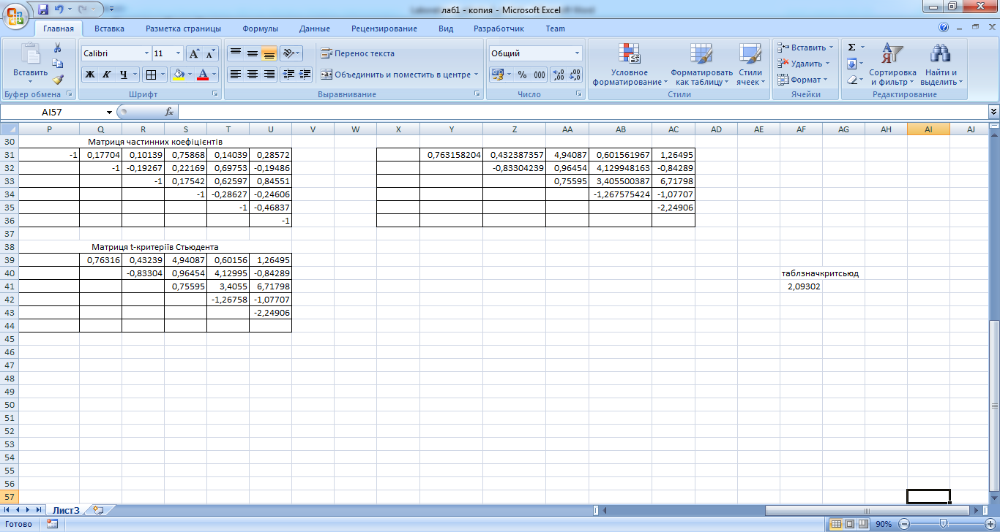 лаб1 - копия - Microsoft Excel
Главная Вставка Разметка страницы Формулы Данные Рецензирование Вид Разработчик Team
Calibri 11 Перенос текста Общий Вставить
Вставить Ж К Ч Объединить и поместить в центре % 000 Условное форматирование Форматировать как таблицу Стили ячеек Удалить Формат Сортировка и фильтр Найти и выделить
Буфер обмена Шрифт Выравнивание Число Стили Ячейки Редактирование
AI57 fx
P Q R S T U V W X Y Z AA AB AC AD AE AF AG AH AI AJ
30 Матриця частинних коефіцієнтів
31 -1 0,17704 0,10139 0,75868 0,14039 0,28572 0,763158204 0,432387357 4,94087 0,601561967 1,26495
32 -1 -0,19267 0,22169 0,69753 -0,19486 -0,83304239 0,96454 4,129948163 -0,84289
33 -1 0,17542 0,62597 0,84551 0,75595 3,405500387 6,71798
34 -1 -0,28627 -0,24606 -1,267575424 -1,07707
35 -1 -0,46837 -2,24906
36 -1
37
38 Матриця t-критеріїв Стьюдента
39 0,76316 0,43239 4,94087 0,60156 1,26495
40 -0,83304 0,96454 4,12995 -0,84289 таблзначкритсьюд
41 0,75595 3,4055 6,71798 2,09302
42 -1,26758 -1,07707
43 -2,24906
44
45
46
47
48
49
50
51
52
53
54
55
56
57
Лист3
Готово 90%